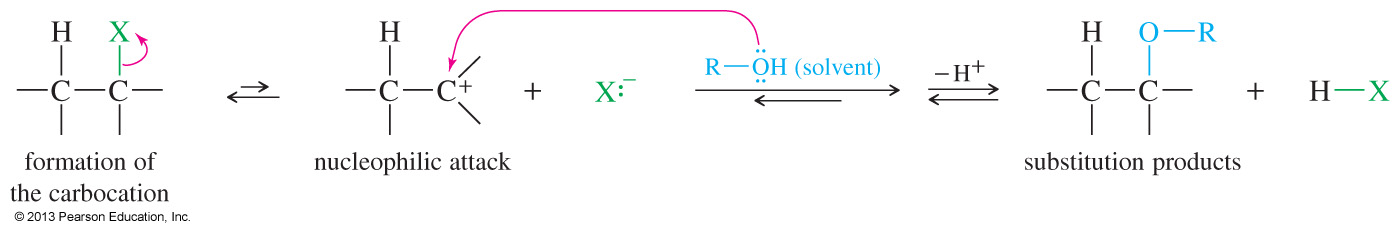 H X H H O—R
R—ÖH (solvent)
—C—C— —C—C+ + X:⁻ −H⁺ —C—C— + H—X
formation of nucleophilic attack substitution products
the carbocation
© 2013 Pearson Education, Inc.